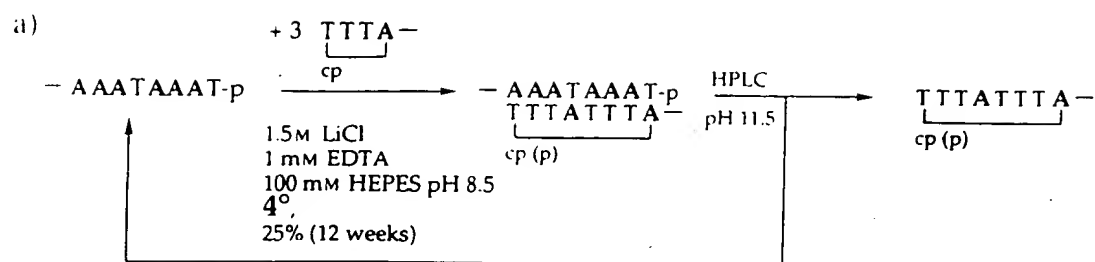 a)
+ 3 TTTA –
cp
– AAATAAAT-p
1.5M LiCl
1 mM EDTA
100 mM HEPES pH 8.5
4°,
25% (12 weeks)
– AAATAAAT-p
TTTATTTA –
cp (p)
HPLC
pH 11.5
TTTATTTA –
cp (p)